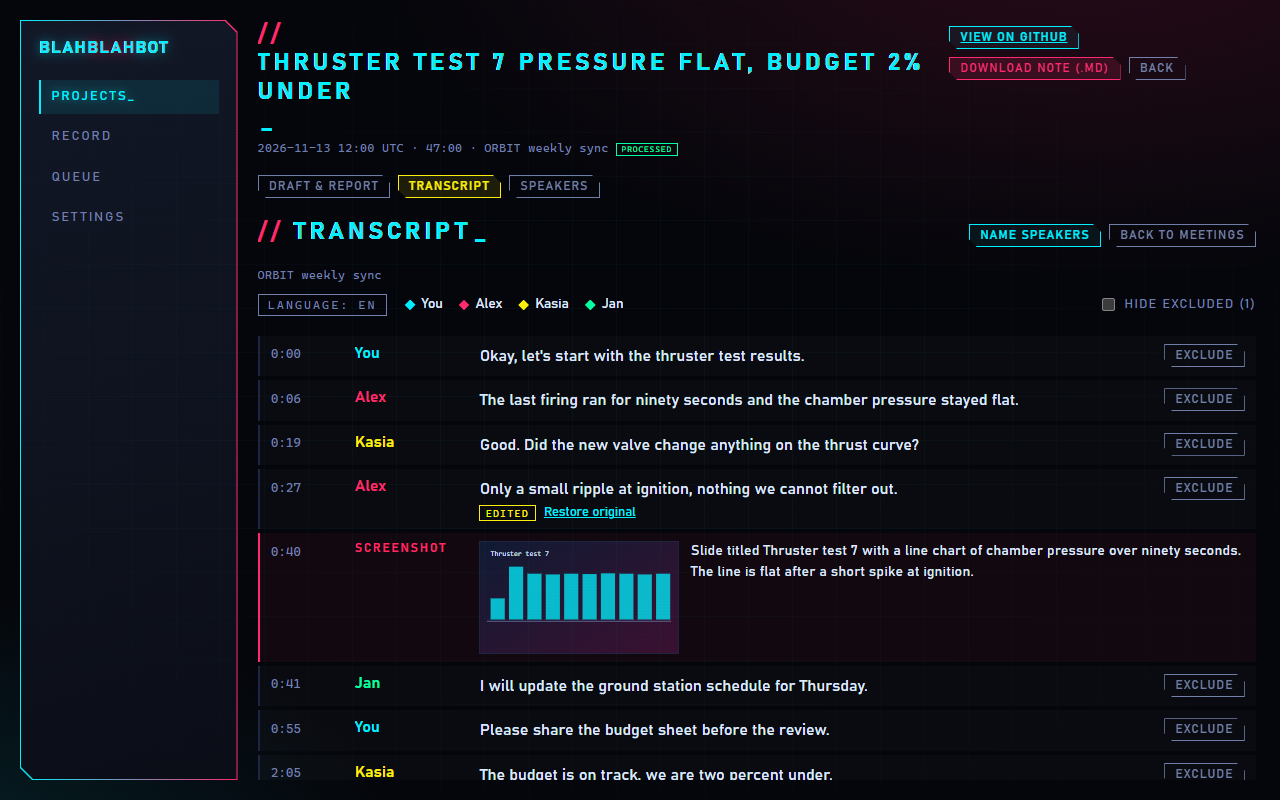 BLAHBLAHBOT
PROJECTS_
RECORD
QUEUE
SETTINGS
//
THRUSTER TEST 7 PRESSURE FLAT, BUDGET 2%
UNDER
_
VIEW ON GITHUB
DOWNLOAD NOTE (.MD) BACK
2026-11-13 12:00 UTC · 47:00 · ORBIT weekly sync PROCESSED
DRAFT & REPORT TRANSCRIPT SPEAKERS
// TRANSCRIPT_ NAME SPEAKERS BACK TO MEETINGS
ORBIT weekly sync
LANGUAGE: EN You Alex Kasia Jan HIDE EXCLUDED (1)
0:00 You Okay, let's start with the thruster test results. EXCLUDE
0:06 Alex The last firing ran for ninety seconds and the chamber pressure stayed flat. EXCLUDE
0:19 Kasia Good. Did the new valve change anything on the thrust curve? EXCLUDE
0:27 Alex Only a small ripple at ignition, nothing we cannot filter out. EXCLUDE
EDITED Restore original
0:40 SCREENSHOT Thruster test 7 Slide titled Thruster test 7 with a line chart of chamber pressure over ninety seconds.
The line is flat after a short spike at ignition.
0:41 Jan I will update the ground station schedule for Thursday. EXCLUDE
0:55 You Please share the budget sheet before the review. EXCLUDE
2:05 Kasia The budget is on track, we are two percent under. EXCLUDE